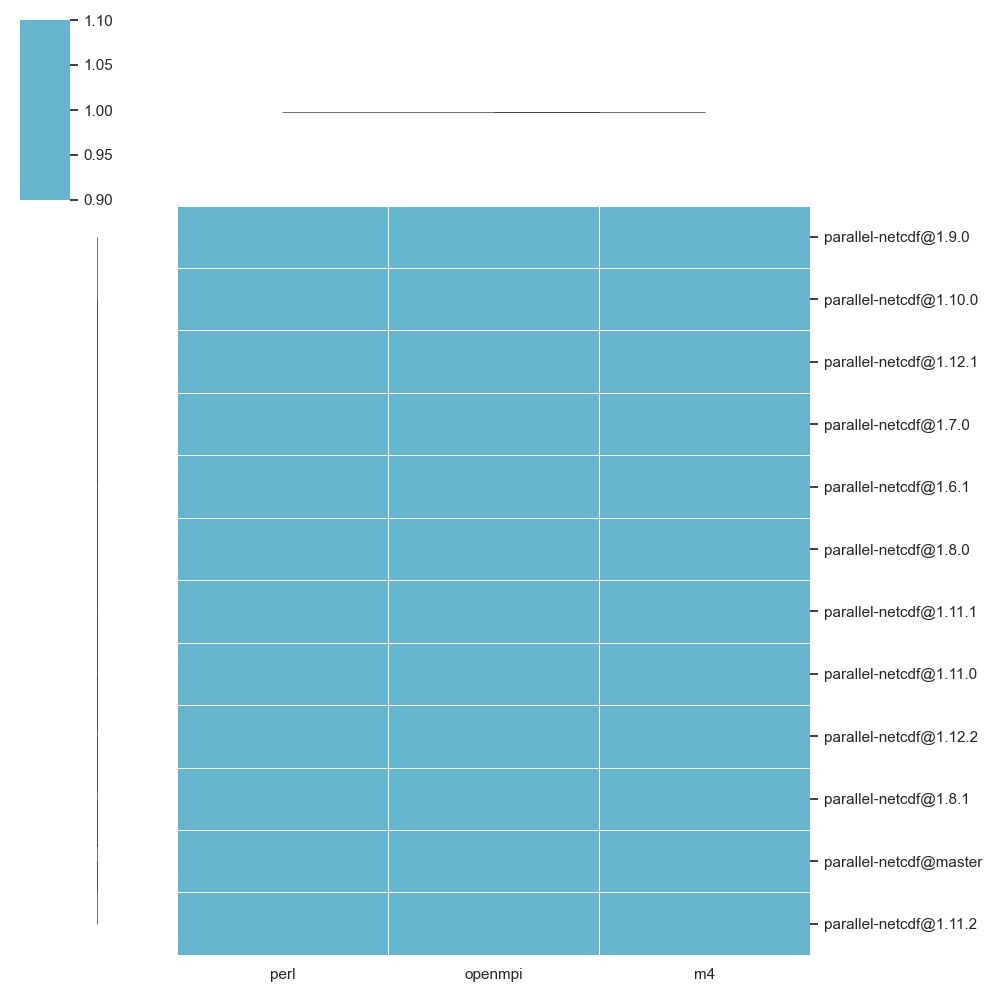 1.10
1.05
1.00
0.95
0.90
parallel-netcdf@1.9.0
parallel-netcdf@1.10.0
parallel-netcdf@1.12.1
parallel-netcdf@1.7.0
parallel-netcdf@1.6.1
parallel-netcdf@1.8.0
parallel-netcdf@1.11.1
parallel-netcdf@1.11.0
parallel-netcdf@1.12.2
parallel-netcdf@1.8.1
parallel-netcdf@master
parallel-netcdf@1.11.2
perl openmpi m4